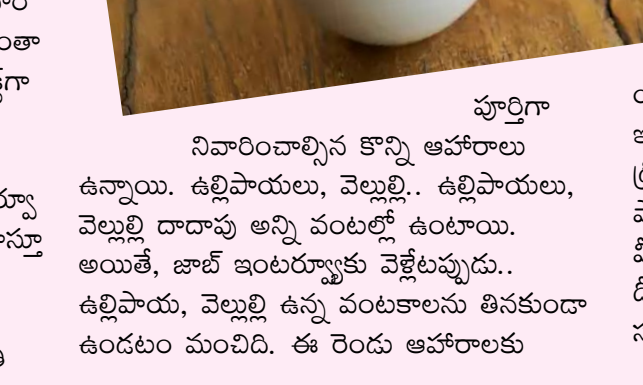 పూర్తిగా
నివారించాల్సిన కొన్ని ఆహారాలు
ఉన్నాయి. ఉల్లిపాయలు, వెల్లుల్లి.. ఉల్లిపాయలు,
వెల్లుల్లి దాదాపు అన్ని వంటల్లో ఉంటాయి.
అయితే, జాబ్ ఇంటర్వ్యూకు వెళ్లేటప్పుడు..
ఉల్లిపాయ, వెల్లుల్లి ఉన్న వంటకాలను తినకుండా
ఉండటం మంచిది. ఈ రెండు ఆహారాలకు